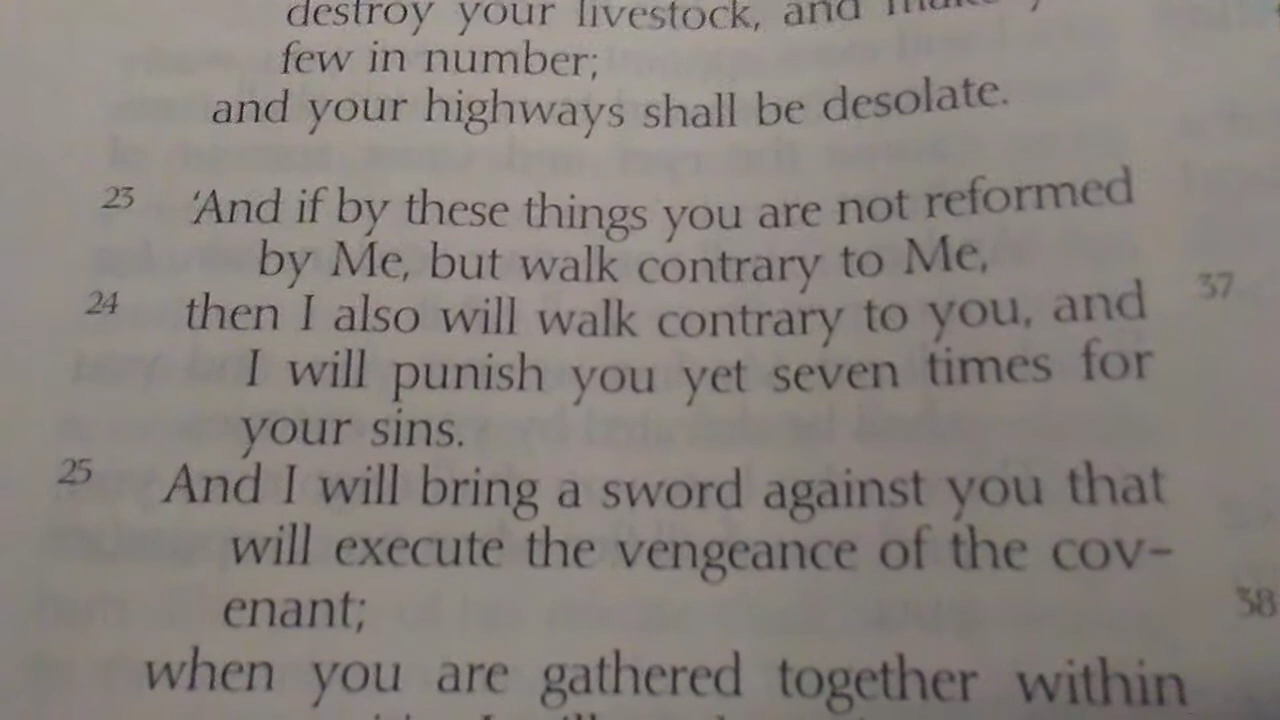 destroy your livestock, and
few in number;
and your highways shall be desolate.
23 ‘And if by these things you are not reformed
by Me, but walk contrary to Me,
24 then I also will walk contrary to you, and
I will punish you yet seven times for
your sins.
25 And I will bring a sword against you that
will execute the vengeance of the cov-
enant;
when you are gathered together within
37
38